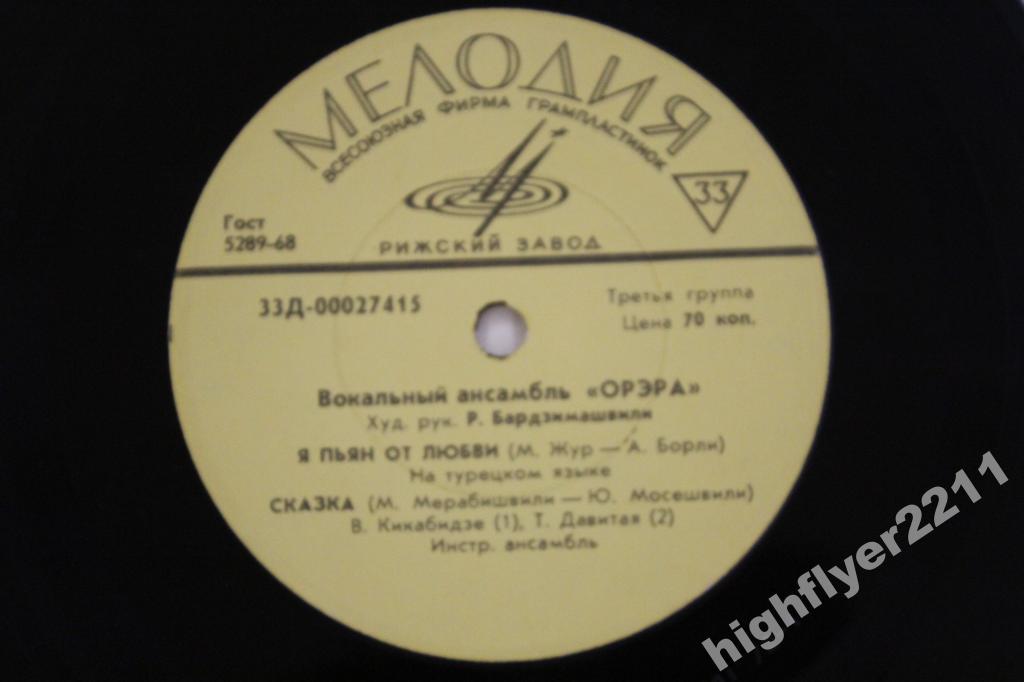 МЕЛОДИЯ
ВСЕСОЮЗНАЯ ФИРМА ГРАМПЛАСТИНОК
33
Гост
5289-68
РИЖСКИЙ ЗАВОД
33Д-00027415
Третья группа
Цена 70 коп.
Вокальный ансамбль «ОРЭРА»
Худ. рук. Р. Бардзимашвили
Я ПЬЯН ОТ ЛЮБВИ (М. Жур — А. Борли)
На турецком языке
СКАЗКА (М. Мерабишвили — Ю. Мосешвили)
В. Кикабидзе (1), Т. Давитая (2)
Инстр. ансамбль
highflyer2211